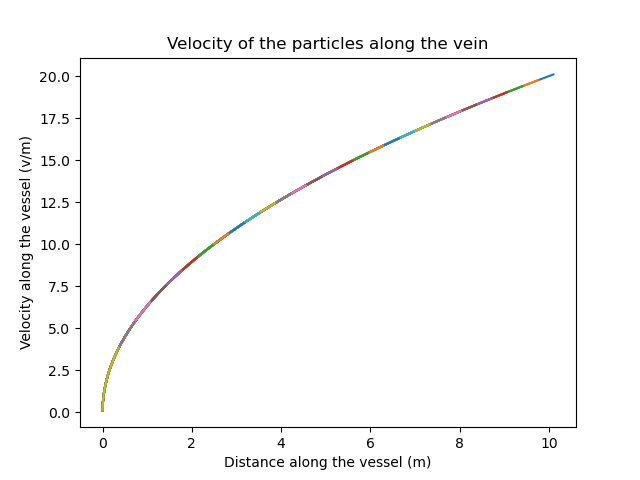 Velocity of the particles along the vein
20.0
17.5
15.0
12.5
10.0
7.5
5.0
2.5
0.0
Velocity along the vessel (v/m)
0 2 4 6 8 10
Distance along the vessel (m)